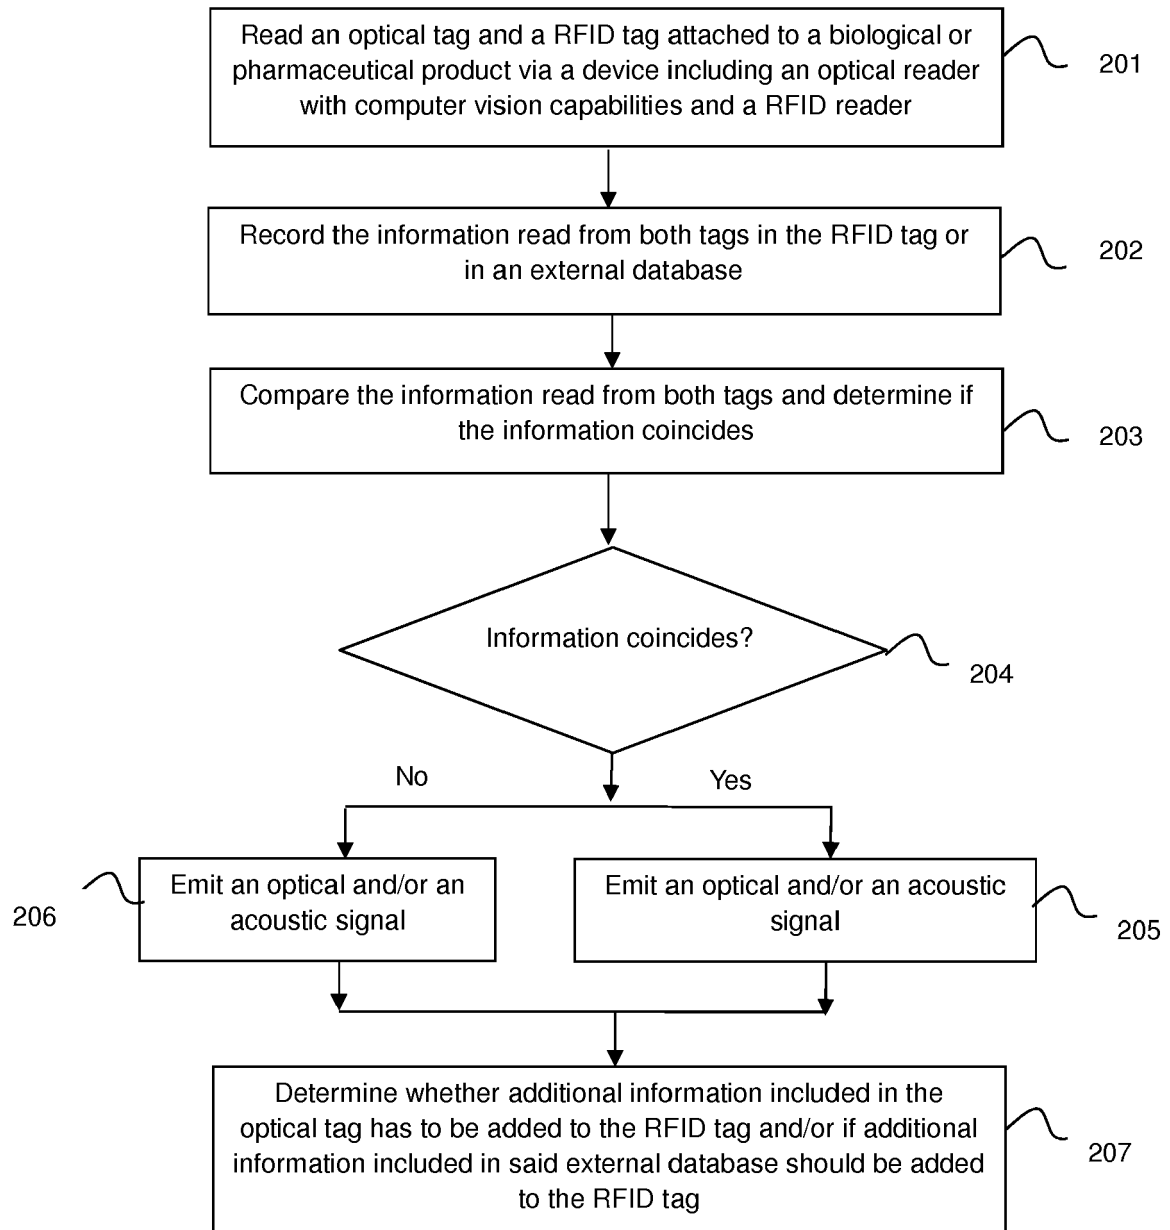 Read an optical tag and a RFID tag attached to a biological or
pharmaceutical product via a device including an optical reader
with computer vision capabilities and a RFID reader
201
Record the information read from both tags in the RFID tag or
in an external database
202
Compare the information read from both tags and determine if
the information coincides
203
Information coincides?
204
No
Yes
Emit an optical and/or an
acoustic signal
206
Emit an optical and/or an acoustic
signal
205
Determine whether additional information included in the
optical tag has to be added to the RFID tag and/or if additional
information included in said external database should be added
to the RFID tag
207